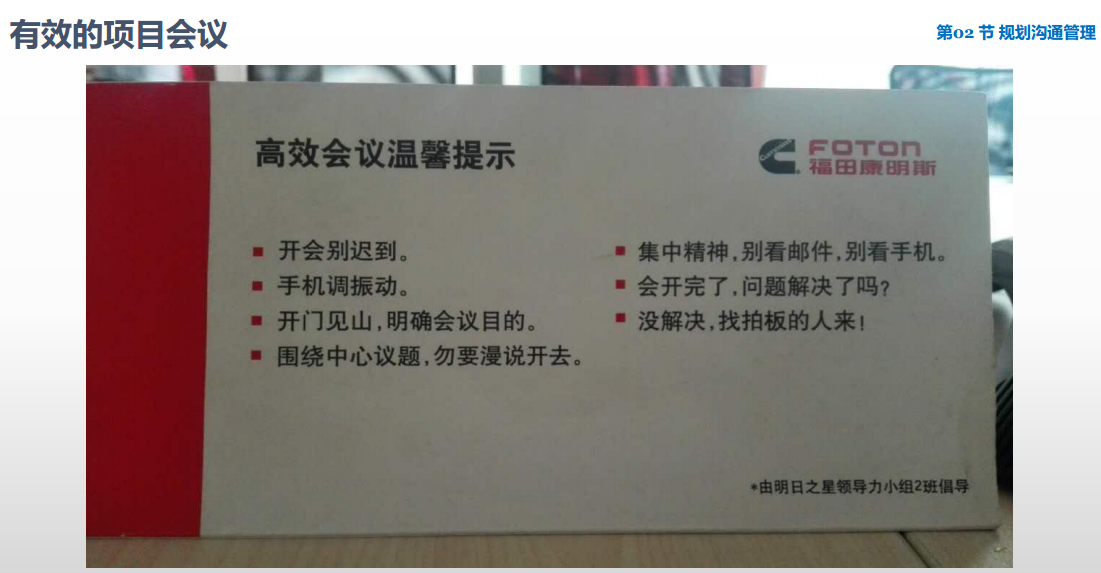 有效的项目会议
第02 节 规划沟通管理
高效会议温馨提示
Cummins
FOTON
福田康明斯
■ 开会别迟到。
■ 手机调振动。
■ 开门见山,明确会议目的。
■ 围绕中心议题,勿要漫说开去。
■ 集中精神,别看邮件,别看手机。
■ 会开完了,问题解决了吗?
■ 没解决,找拍板的人来!
*由明日之星领导力小组2班倡导